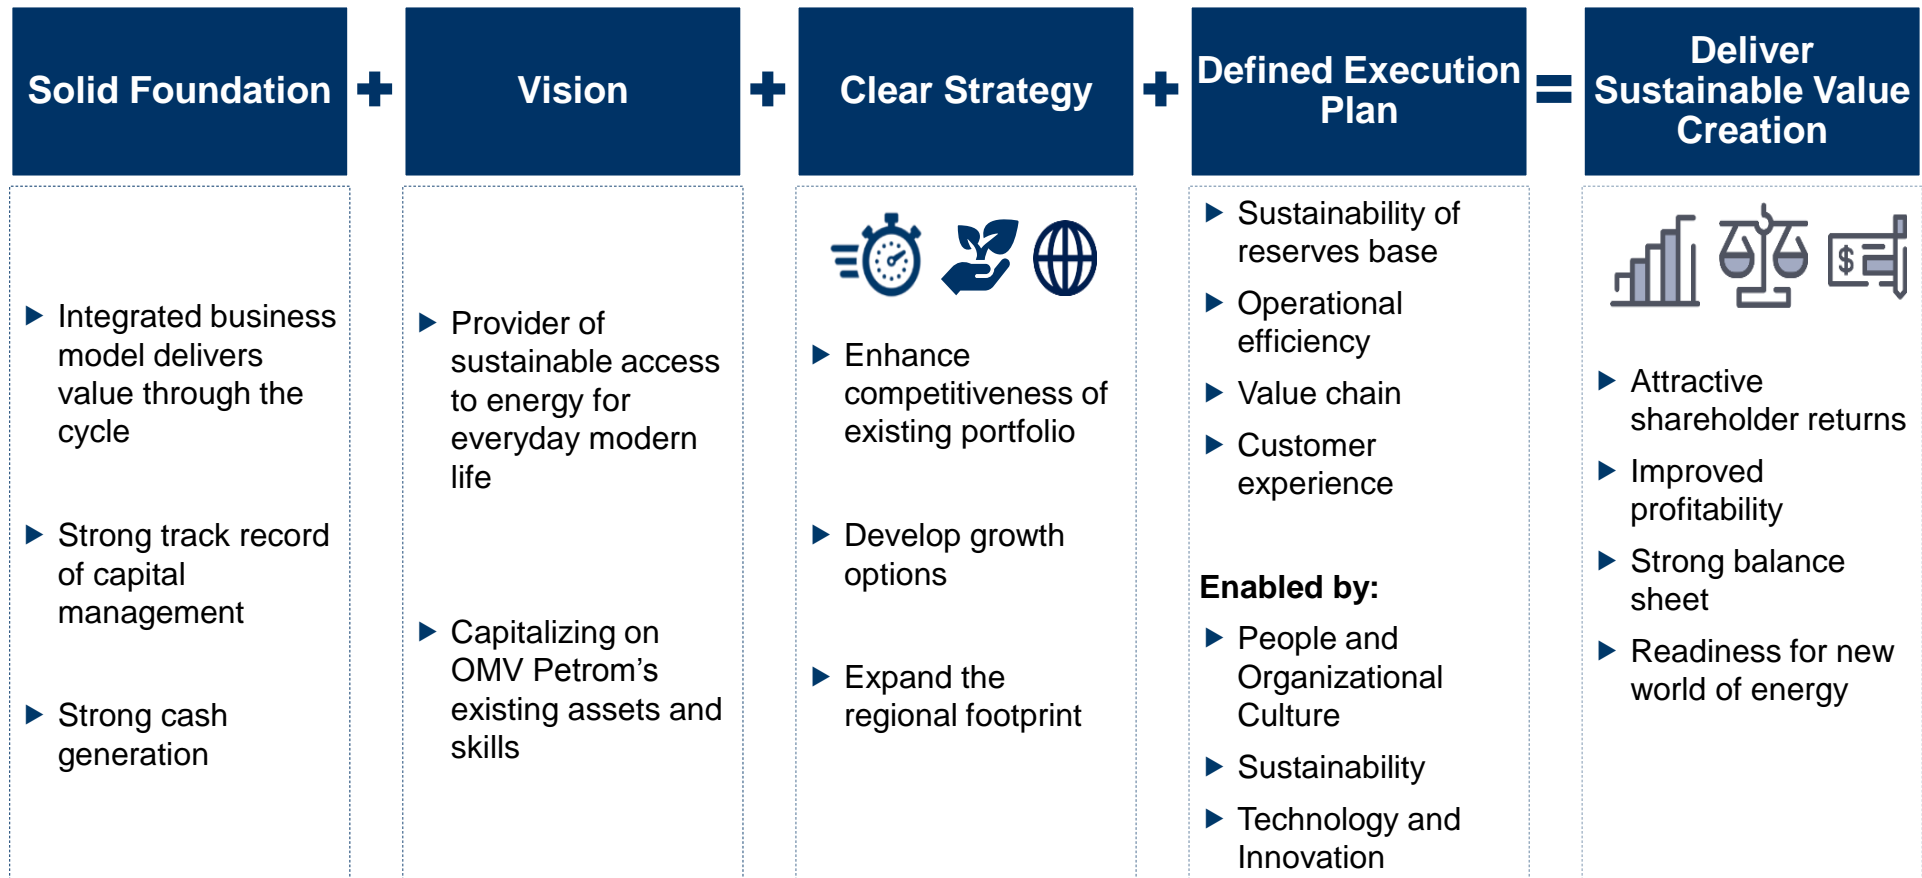 Solid Foundation
+
Vision
+
Clear Strategy
+
Defined Execution
Plan
=
Deliver
Sustainable Value
Creation
Integrated business
model delivers
value through the
cycle
Strong track record
of capital
management
Strong cash
generation
Provider of
sustainable access
to energy for
everyday modern
life
Capitalizing on
OMV Petrom’s
existing assets and
skills
Enhance
competitiveness of
existing portfolio
Develop growth
options
Expand the
regional footprint
Sustainability of
reserves base
Operational
efficiency
Value chain
Customer
experience
Enabled by:
People and
Organizational
Culture
Sustainability
Technology and
Innovation
$
Attractive
shareholder returns
Improved
profitability
Strong balance
sheet
Readiness for new
world of energy